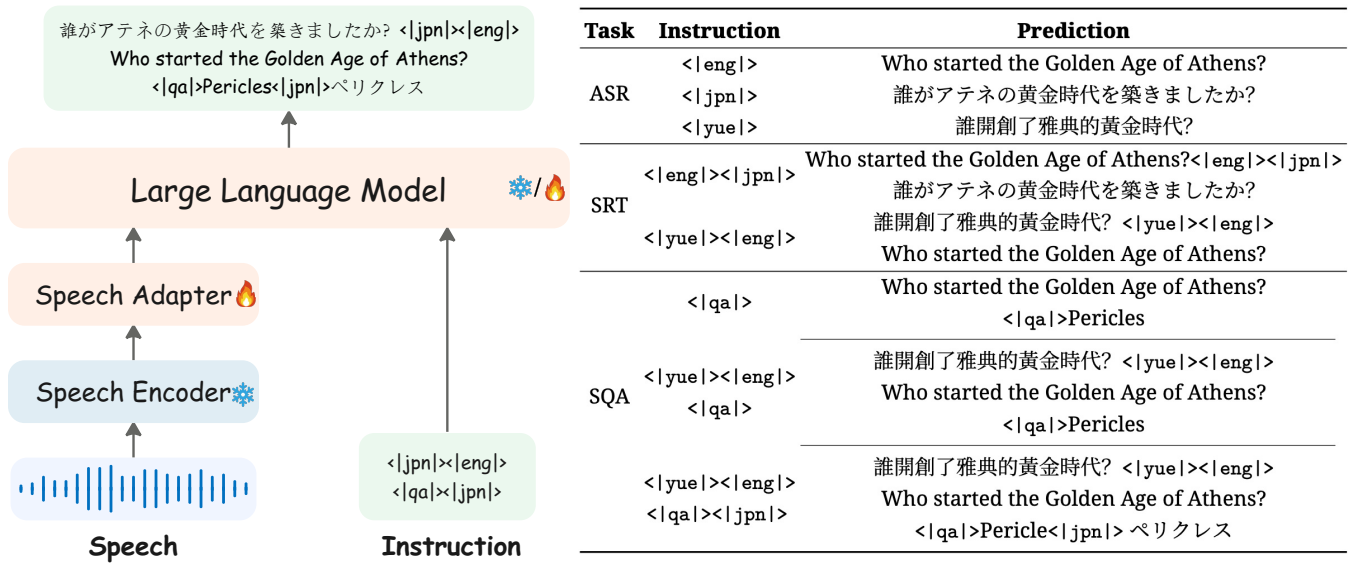 誰がアテネの黄金時代を築きましたか? <|jpn|><|eng|>
Who started the Golden Age of Athens?
<|qa|>Pericles<|jpn|>ペリクレス
Large Language Model
/
Speech Adapter
Speech Encoder
<|jpn|><|eng|>
<|qa|><|jpn|>
Speech
Instruction
Task Instruction Prediction
ASR
<|eng|>
Who started the Golden Age of Athens?
<|jpn|>
誰がアテネの黄金時代を築きましたか?
<|yue|>
誰開創了雅典的黃金時代?
SRT
<|eng|><|jpn|>
Who started the Golden Age of Athens?<|eng|><|jpn|>
誰がアテネの黄金時代を築きましたか?
<|yue|><|eng|>
誰開創了雅典的黃金時代? <|yue|><|eng|>
Who started the Golden Age of Athens?
SQA
<|qa|>
Who started the Golden Age of Athens?
<|qa|>Pericles
<|yue|><|eng|>
<|qa|>
誰開創了雅典的黃金時代? <|yue|><|eng|>
Who started the Golden Age of Athens?
<|qa|>Pericles
<|yue|><|eng|>
<|qa|><|jpn|>
誰開創了雅典的黃金時代? <|yue|><|eng|>
Who started the Golden Age of Athens?
<|qa|>Pericle<|jpn|> ペリクレス